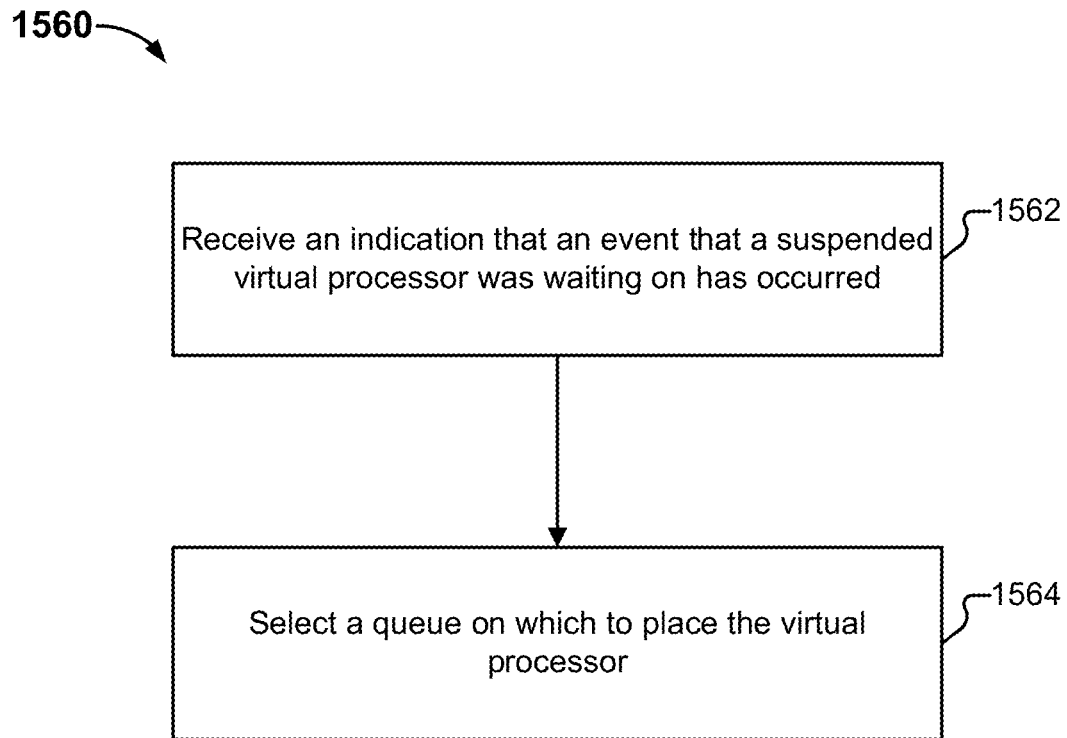 1560
Receive an indication that an event that a suspended
virtual processor was waiting on has occurred
1562
Select a queue on which to place the virtual
processor
1564